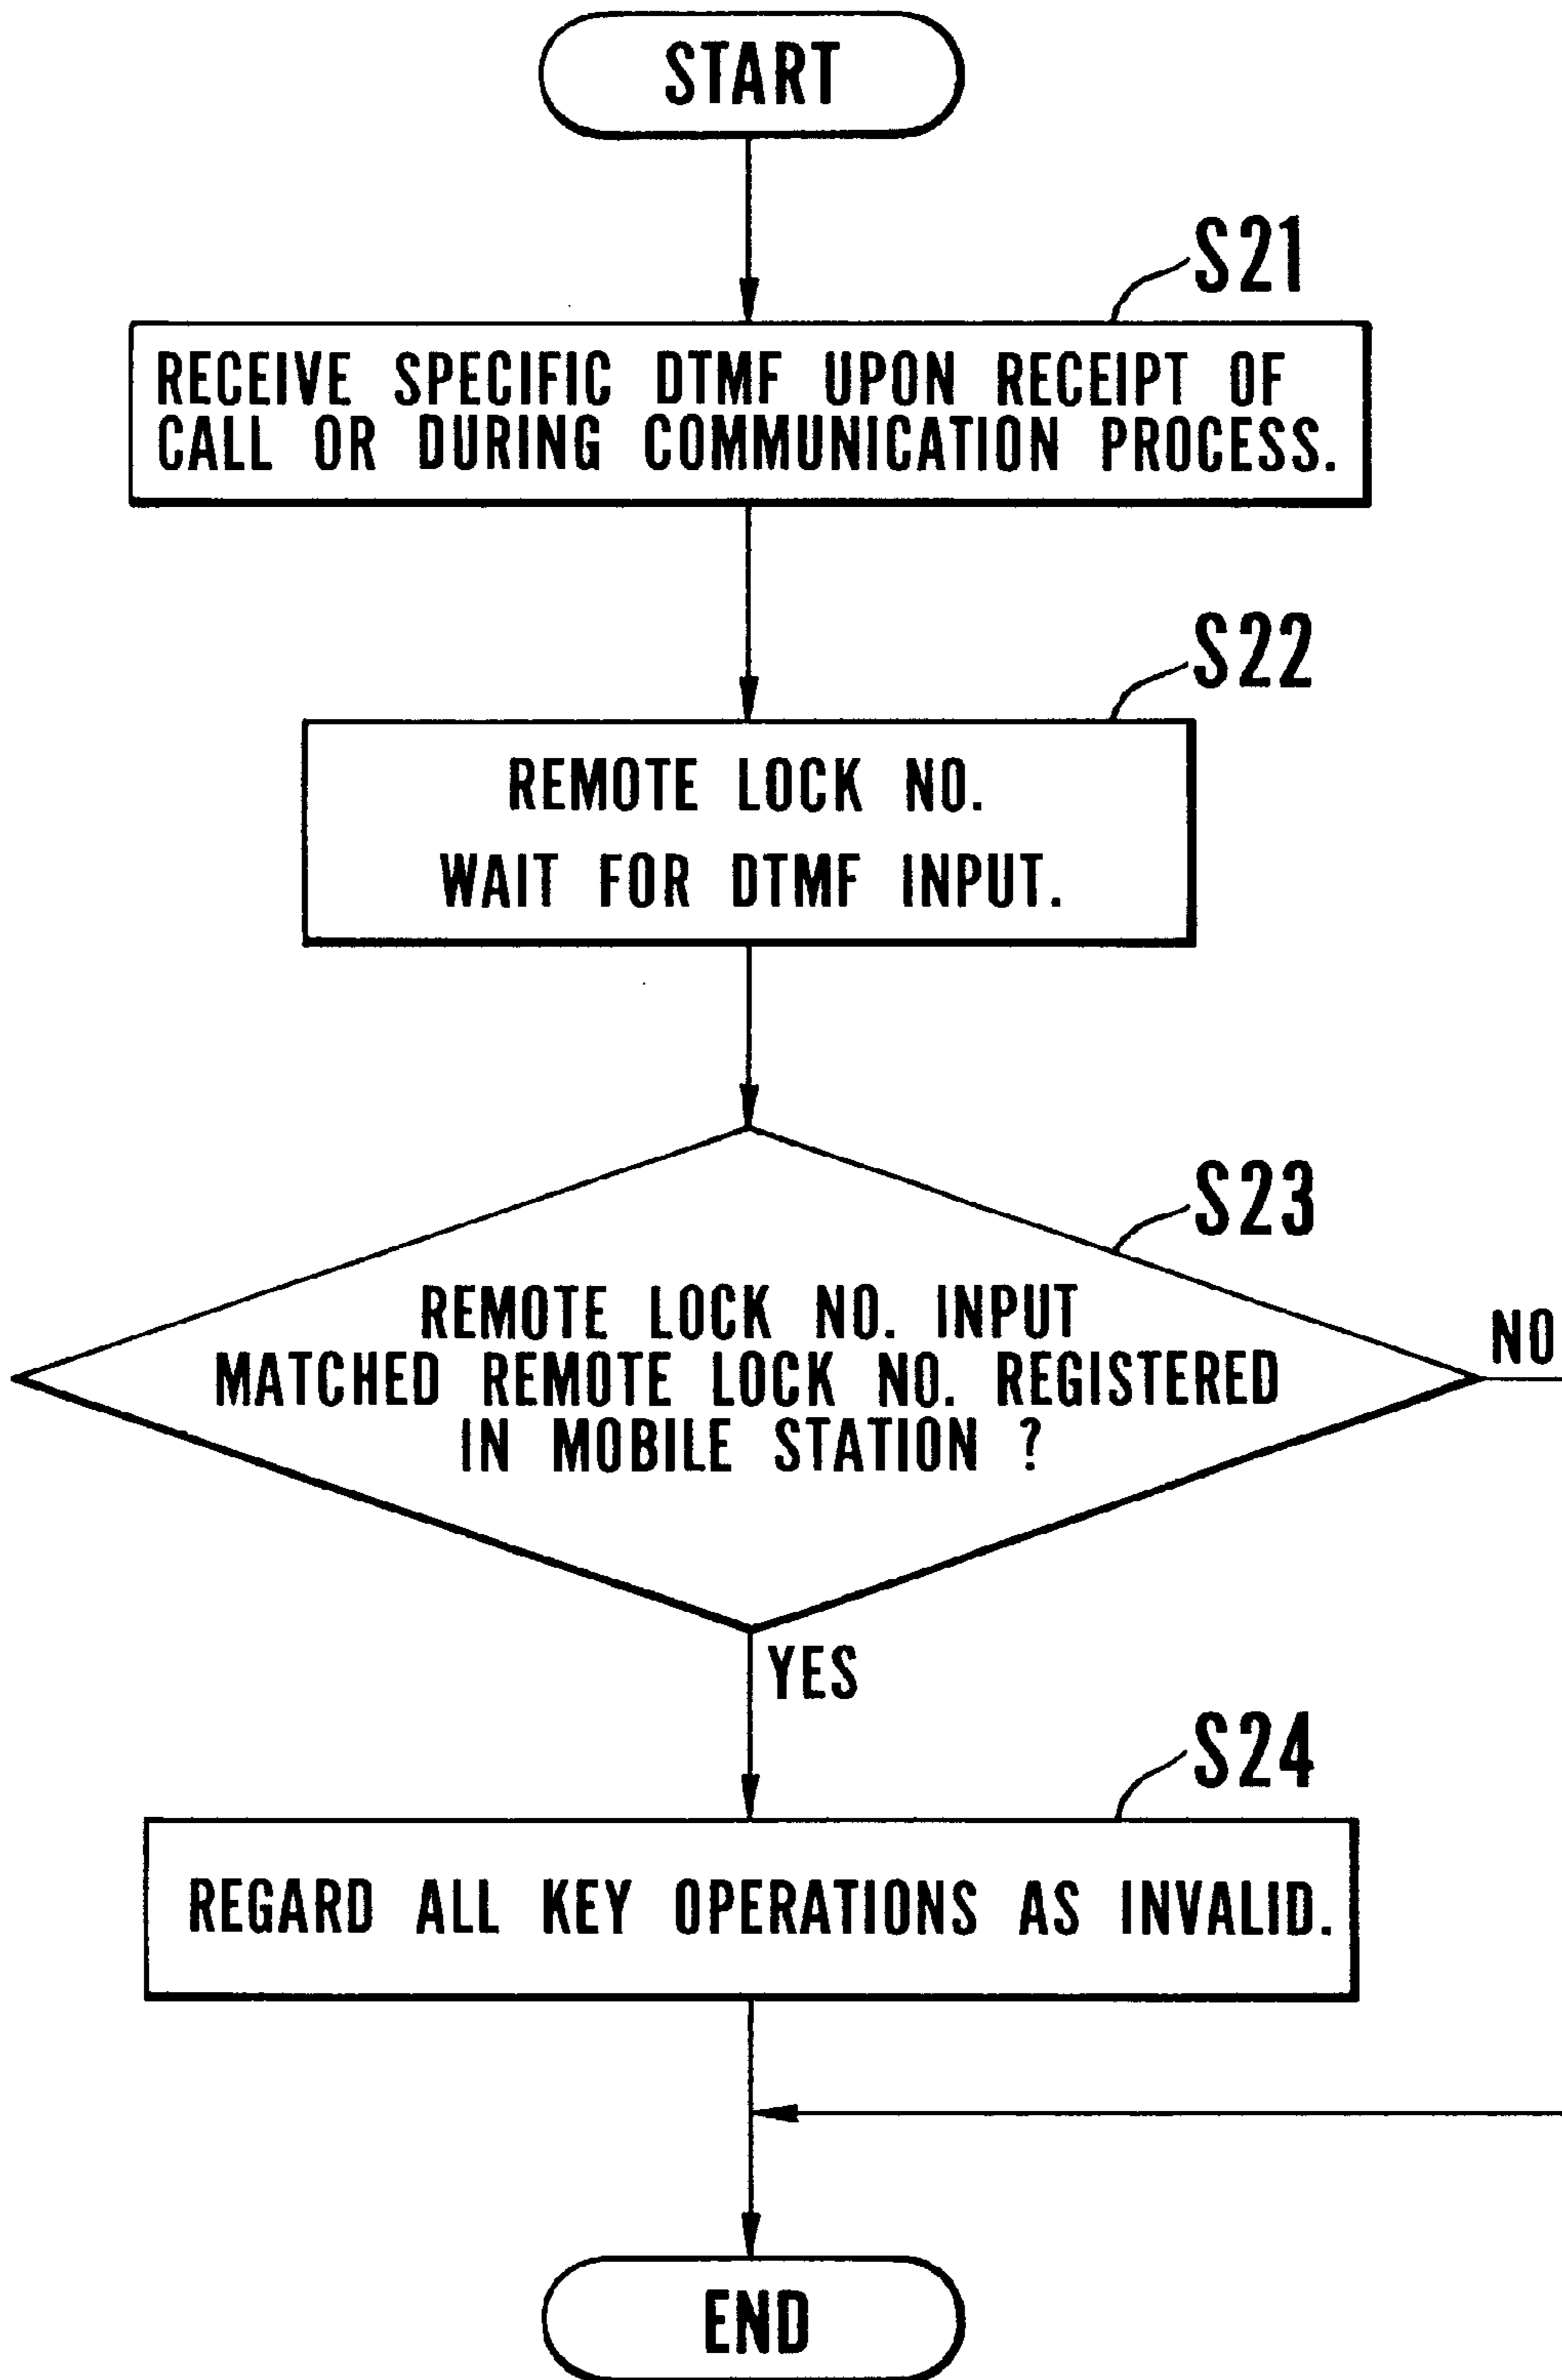 START
S21
RECEIVE SPECIFIC DTMF UPON RECEIPT OF
CALL OR DURING COMMUNICATION PROCESS.
S22
REMOTE LOCK NO.
WAIT FOR DTMF INPUT.
S23
REMOTE LOCK NO. INPUT
MATCHED REMOTE LOCK NO. REGISTERED
IN MOBILE STATION ?
NO
YES
S24
REGARD ALL KEY OPERATIONS AS INVALID.
END